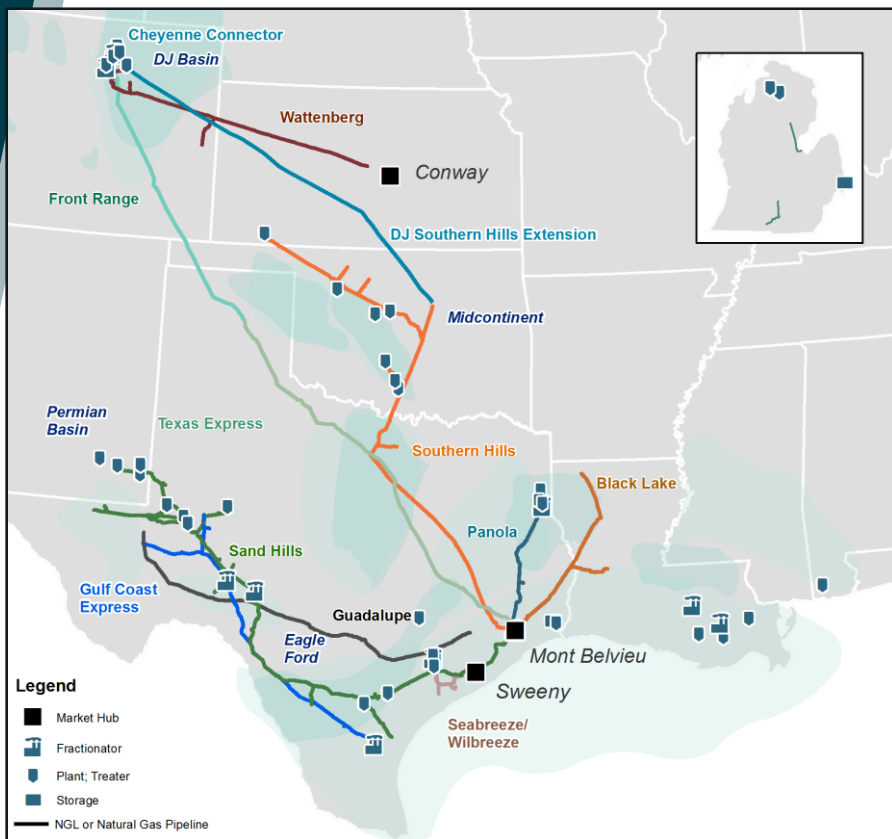 Cheyenne Connector
DJ Basin
Wattenberg
Conway
Front Range
DJ Southern Hills Extension
Midcontinent
Permian
Basin
Texas Express
Southern Hills
Black Lake
Panola
Sand Hills
Gulf Coast
Express
Guadalupe
Eagle
Ford
Mont Belvieu
Sweeny
Seabreeze/
Wilbreeze
Legend
Market Hub
Fractionator
Plant; Treater
Storage
NGL or Natural Gas Pipeline